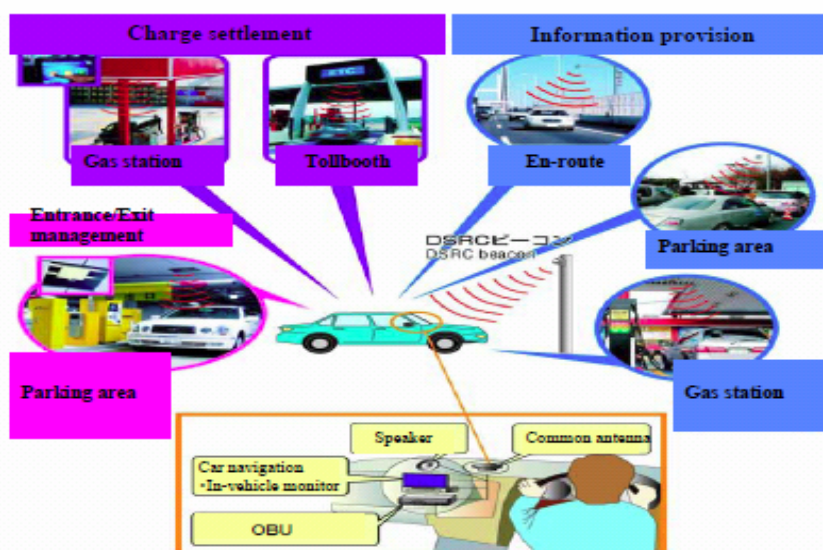 Charge settlement
Information provision
ETC
Gas station
Tollbooth
En-route
Entrance/Exit
management
DSRCビーコン
DSRC beacon
Parking area
Parking area
Gas station
Speaker
Common antenna
Car navigation
・In-vehicle monitor
OBU